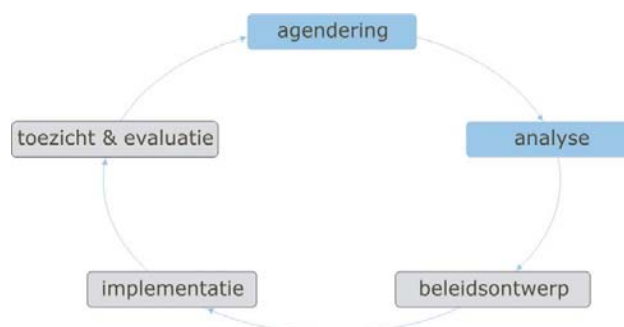 agendering
toezicht & evaluatie
analyse
implementatie
beleidsontwerp